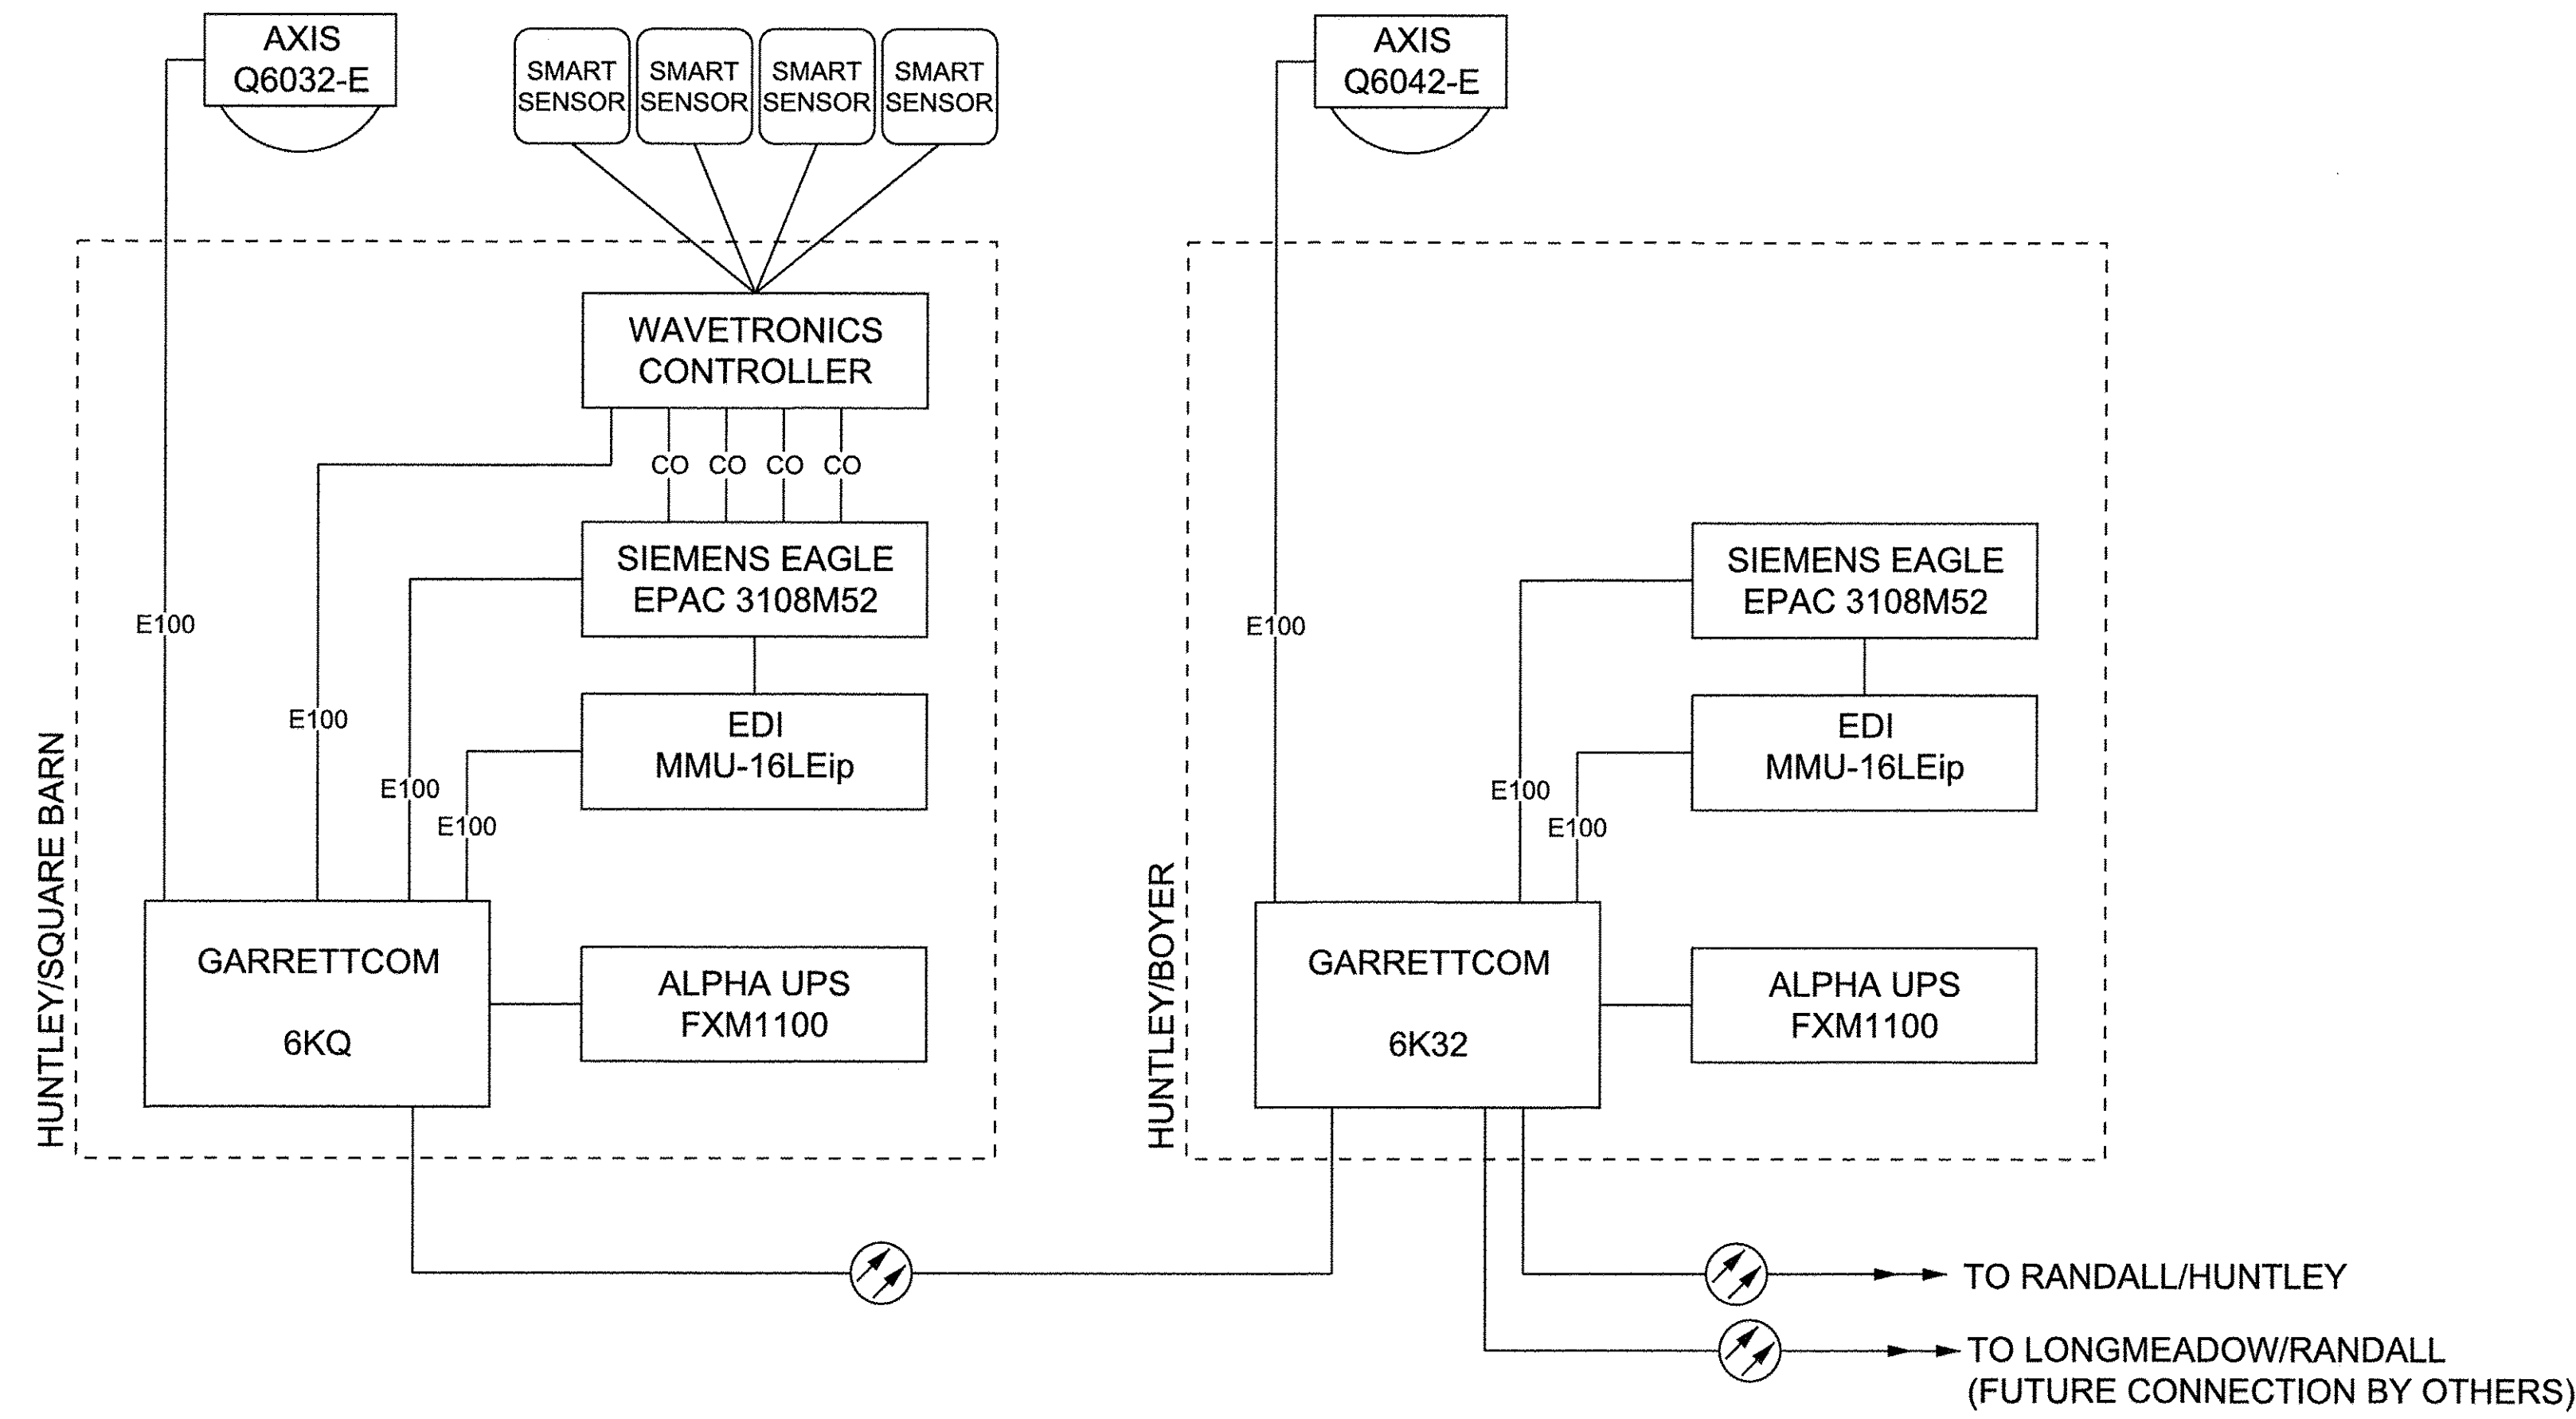 AXIS
Q6032-E
SMART
SENSOR
SMART
SENSOR
SMART
SENSOR
SMART
SENSOR
WAVETRONICS
CONTROLLER
CO
CO
CO
CO
SIEMENS EAGLE
EPAC 3108M52
EDI
MMU-16LEip
E100
E100
E100
E100
GARRETTCOM
6KQ
ALPHA UPS
FXM1100
HUNTLEY/SQUARE BARN
AXIS
Q6042-E
SIEMENS EAGLE
EPAC 3108M52
EDI
MMU-16LEip
E100
E100
E100
GARRETTCOM
6K32
ALPHA UPS
FXM1100
HUNTLEY/BOYER
TO RANDALL/HUNTLEY
TO LONGMEADOW/RANDALL
(FUTURE CONNECTION BY OTHERS)